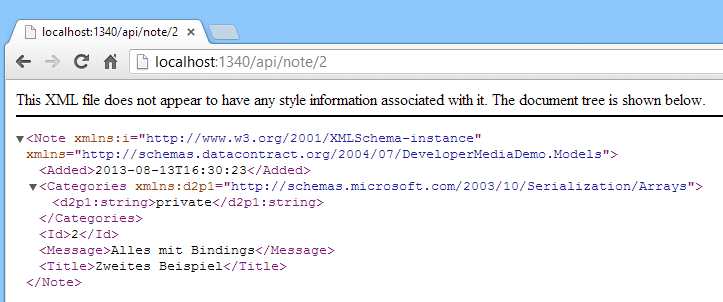 localhost:1340/api/note/2
localhost:1340/api/note/2
This XML file does not appear to have any style information associated with it. The document tree is shown below.
▼<Note xmlns:i="http://www.w3.org/2001/XMLSchema-instance"
xmlns="http://schemas.datacontract.org/2004/07/DeveloperMediaDemo.Models">
<Added>2013-08-13T16:30:23</Added>
▼<Categories xmlns:d2p1="http://schemas.microsoft.com/2003/10/Serialization/Arrays">
<d2p1:string>private</d2p1:string>
</Categories>
<Id>2</Id>
<Message>Alles mit Bindings</Message>
<Title>Zweites Beispiel</Title>
</Note>